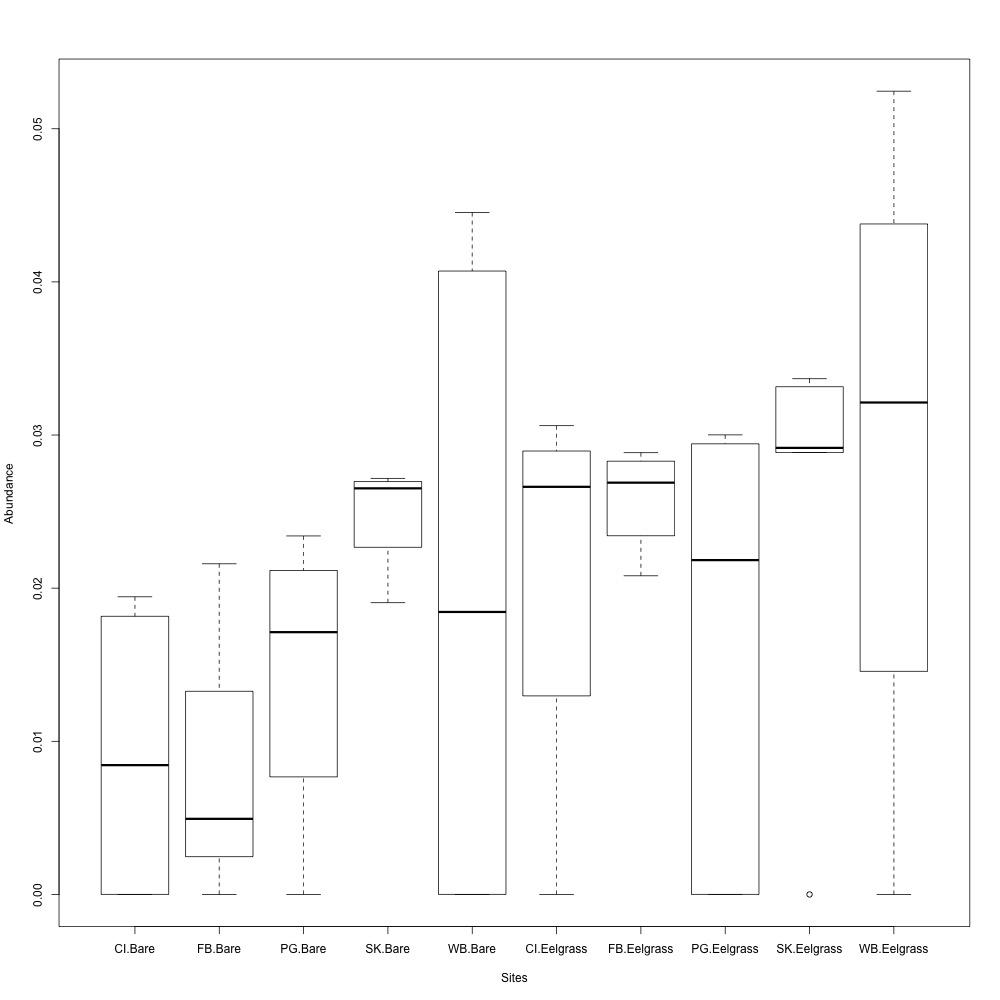 0.05
0.04
0.03
0.02
0.01
0.00
Abundance
CI.Bare FB.Bare PG.Bare SK.Bare WB.Bare CI.Eelgrass FB.Eelgrass PG.Eelgrass SK.Eelgrass WB.Eelgrass
Sites